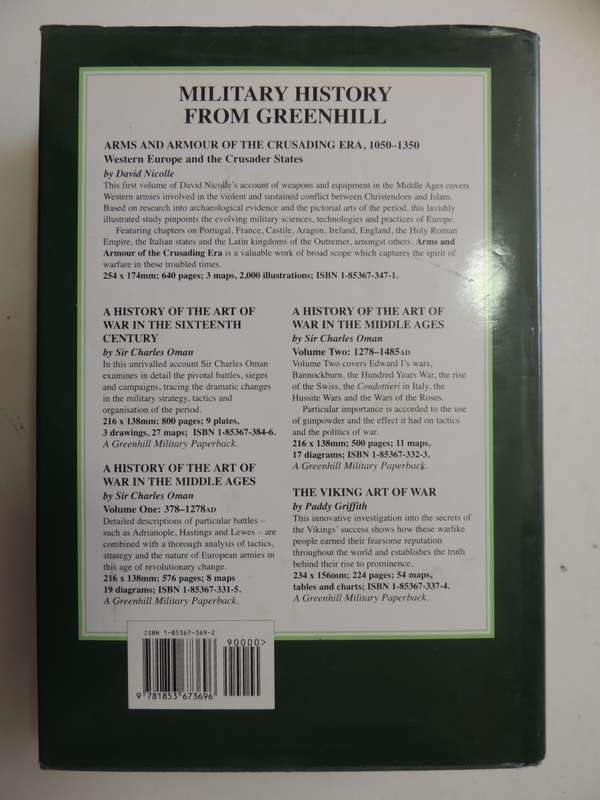 MILITARY HISTORY
FROM GREENHILL
ARMS AND ARMOUR OF THE CRUSADING ERA, 1050–1350
Western Europe and the Crusader States
by David Nicolle
This first volume of David Nicolle's account of weapons and equipment in the Middle Ages covers
Western armies involved in the violent and sustained conflict between Christendom and Islam.
Based on research into archaeological evidence and the pictorial arts of the period, this lavishly
illustrated study pinpoints the evolving military sciences, technologies and practices of Europe.
Featuring chapters on Portugal, France, Castile, Aragon, Ireland, England, the Holy Roman
Empire, the Italian states and the Latin kingdoms of the Outremer, amongst others, Arms and
Armour of the Crusading Era is a valuable work of broad scope which captures the spirit of
warfare in these troubled times.
254 x 174mm; 640 pages; 3 maps, 2,000 illustrations; ISBN 1-85367-347-1.
A HISTORY OF THE ART OF
WAR IN THE SIXTEENTH
CENTURY
by Sir Charles Oman
In this unrivalled account Sir Charles Oman
examines in detail the pivotal battles, sieges
and campaigns, tracing the dramatic changes
in the military strategy, tactics and
organisation of the period.
216 x 138mm; 800 pages; 9 plates,
3 drawings, 27 maps; ISBN 1-85367-384-6.
A Greenhill Military Paperback.
A HISTORY OF THE ART OF
WAR IN THE MIDDLE AGES
by Sir Charles Oman
Volume One: 378–1278AD
Detailed descriptions of particular battles –
such as Adrianople, Hastings and Lewes – are
combined with a thorough analysis of tactics,
strategy and the nature of European armies in
this age of revolutionary change.
216 x 138mm; 576 pages; 8 maps
19 diagrams; ISBN 1-85367-331-5.
A Greenhill Military Paperback.
A HISTORY OF THE ART OF
WAR IN THE MIDDLE AGES
by Sir Charles Oman
Volume Two: 1278–1485AD
Volume Two covers Edward I's wars,
Bannockburn, the Hundred Years War, the rise
of the Swiss, the Condottieri in Italy, the
Hussite Wars and the Wars of the Roses.
Particular importance is accorded to the use
of gunpowder and the effect it had on tactics
and the politics of war.
216 x 138mm; 500 pages; 11 maps,
17 diagrams; ISBN 1-85367-332-3.
A Greenhill Military Paperback.
THE VIKING ART OF WAR
by Paddy Griffith
This innovative investigation into the secrets of
the Vikings' success shows how these warlike
people earned their fearsome reputation
throughout the world and establishes the truth
behind their rise to prominence.
234 x 156mm; 224 pages; 54 maps,
tables and charts; ISBN 1-85367-337-4.
A Greenhill Military Paperback.
ISBN 1-85367-369-2
90000>
9 781853 673696